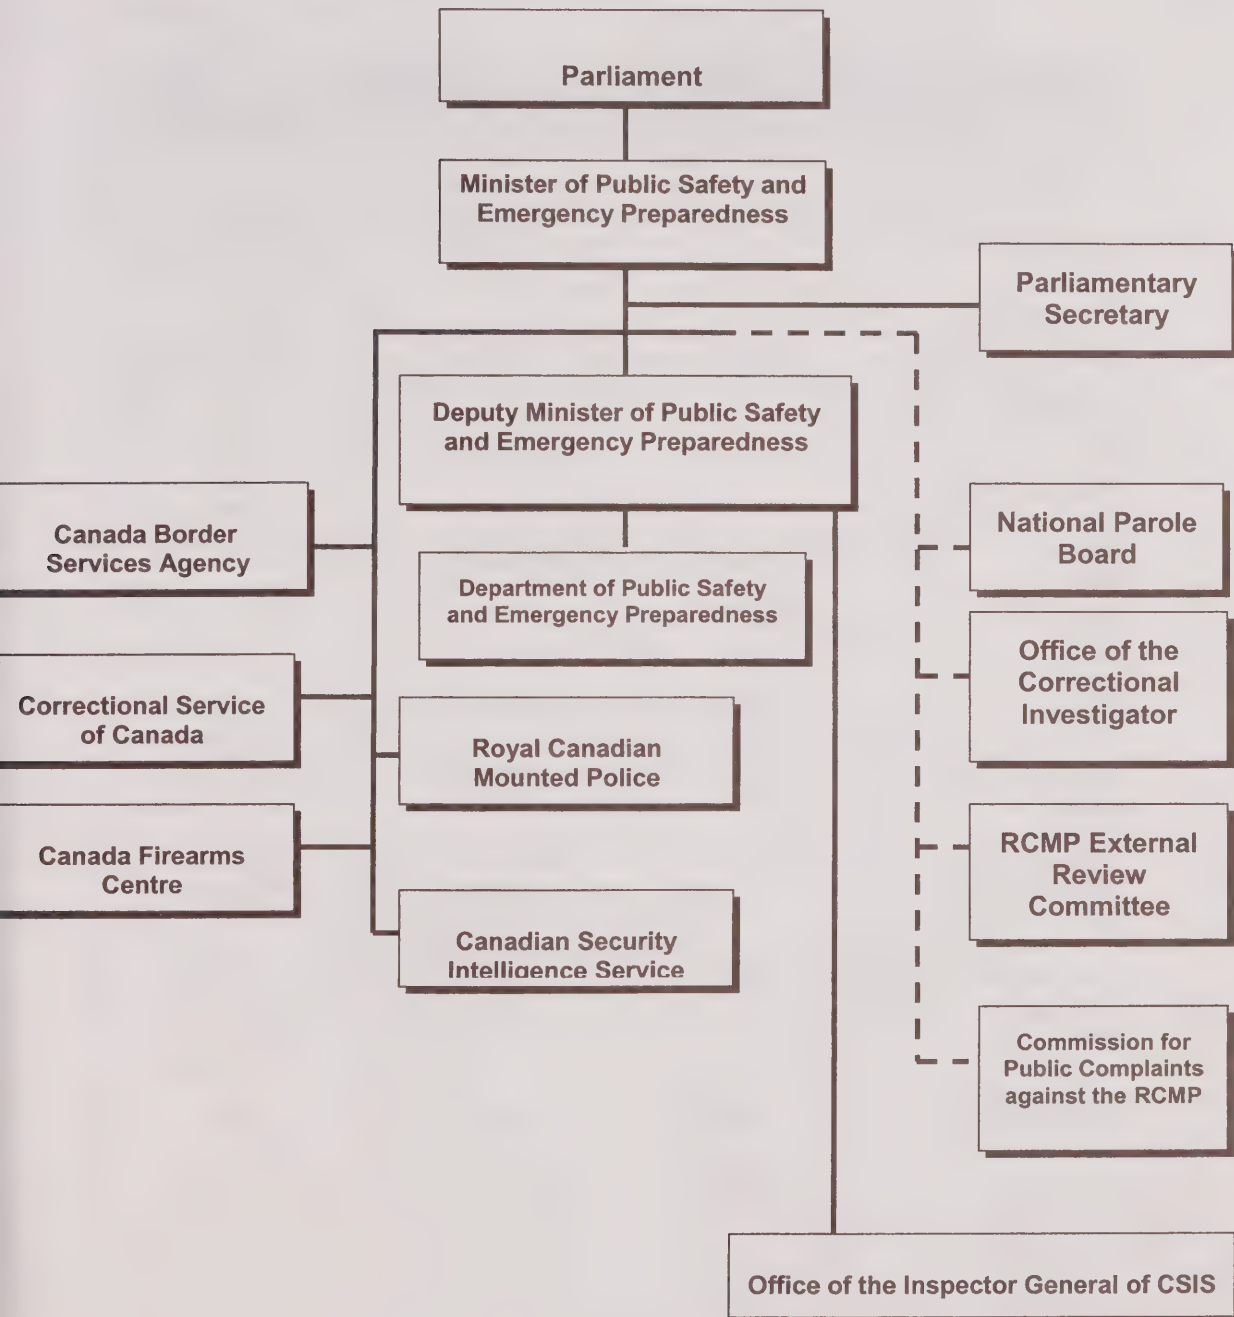 Parliament
Minister of Public Safety and
Emergency Preparedness
Parliamentary
Secretary
Deputy Minister of Public Safety
and Emergency Preparedness
Canada Border
Services Agency
National Parole
Board
Department of Public Safety
and Emergency Preparedness
Office of the
Correctional
Investigator
Correctional Service
of Canada
Royal Canadian
Mounted Police
Canada Firearms
Centre
RCMP External
Review
Committee
Canadian Security
Intelligence Service
Commission for
Public Complaints
against the RCMP
Office of the Inspector General of CSIS